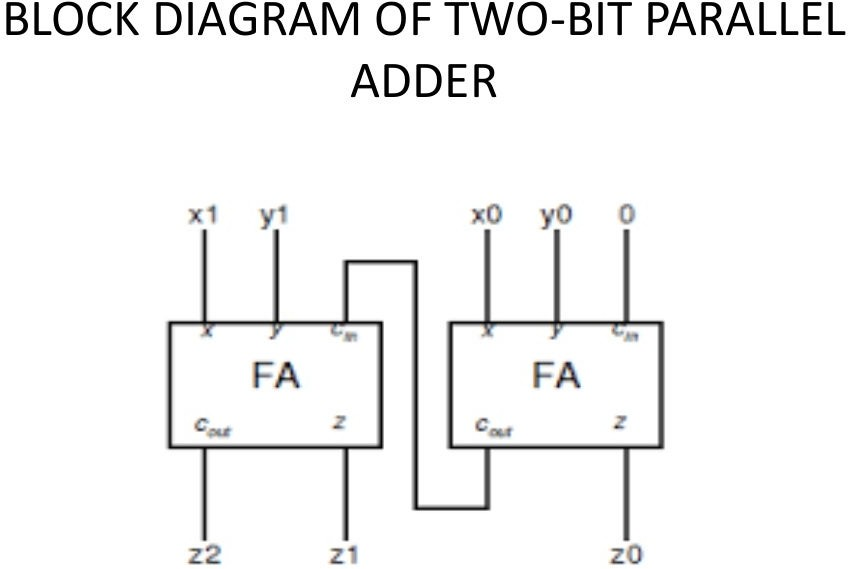 BLOCK DIAGRAM OF TWO-BIT PARALLEL
ADDER
x1 y1 x0 y0 0
x y cin x y cin
FA FA
cout z cout z
z2 z1 z0